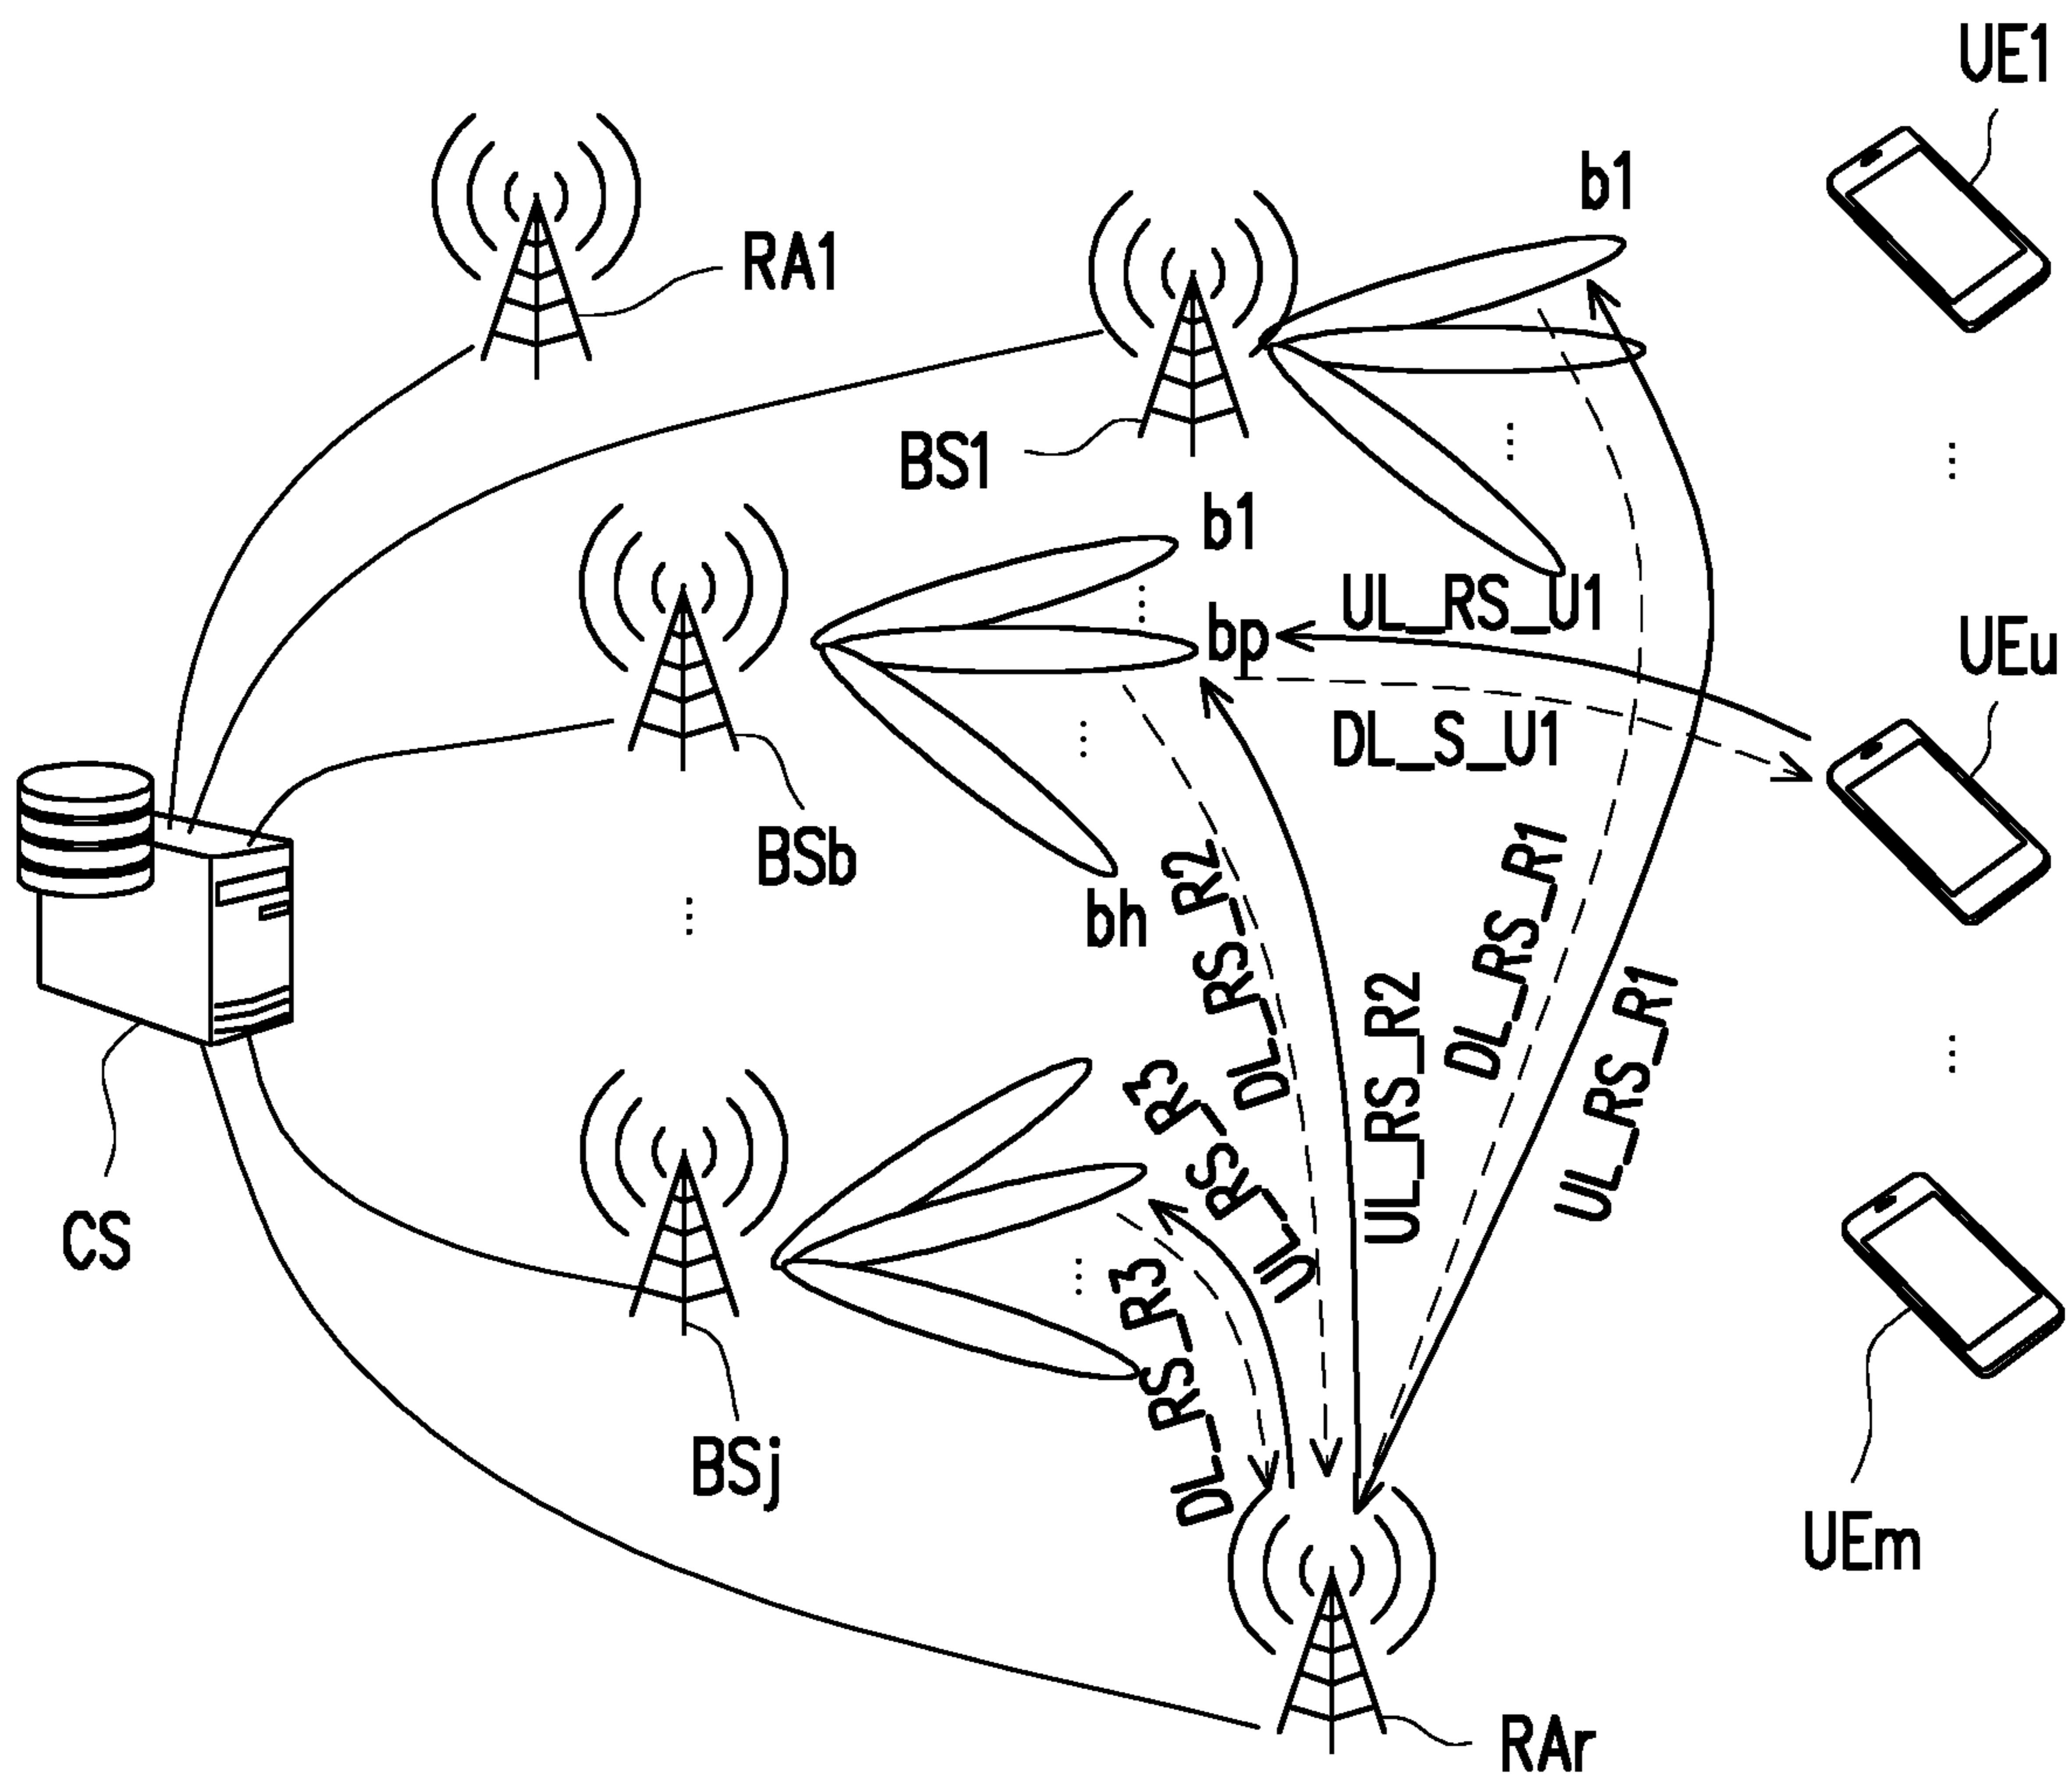 UE1
b1
RA1
BS1
b1
UL_RS_U1
bp
UEu
DL_S_U1
BSb
bh
DL_RS_R2
DL_RS_R1
UL_RS_R2
UL_RS_R1
UL_RS_R3
CS
DL_RS_R3
BSj
UEm
RAr